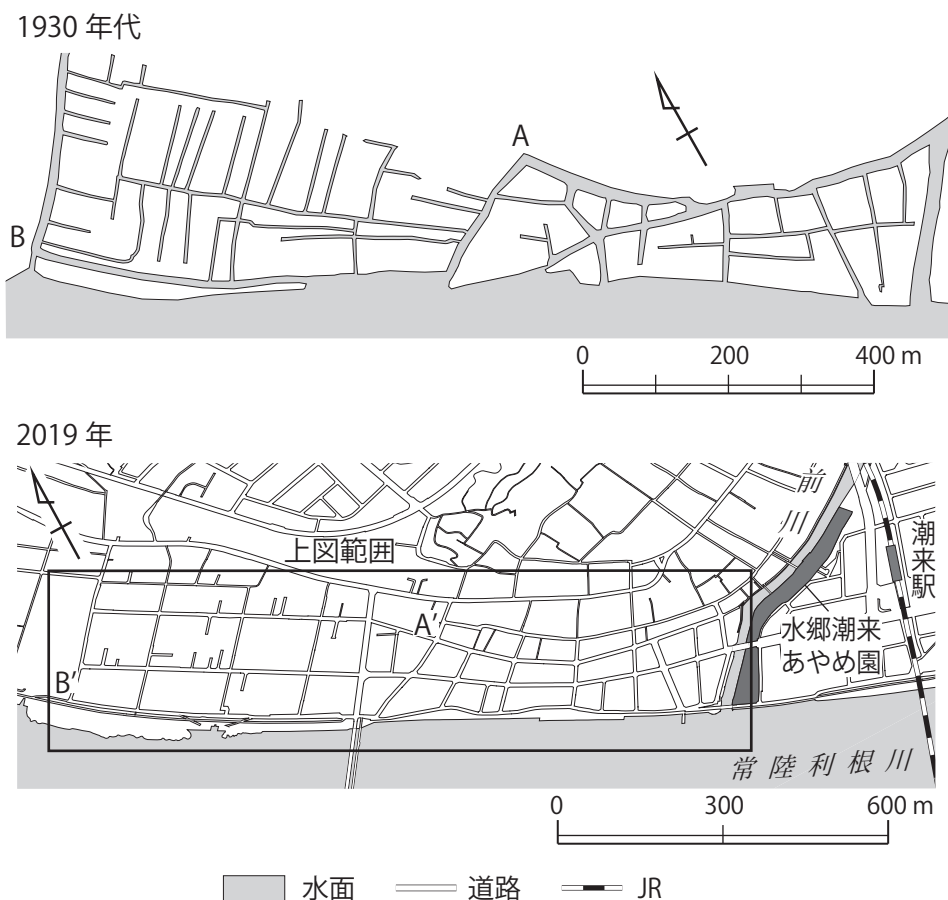 1930 年代
A
B
0 200 400 m
2019 年
前川
上図範囲
潮来駅
A'
水郷潮来
あやめ園
B'
常陸利根川
0 300 600 m
水面 道路 JR